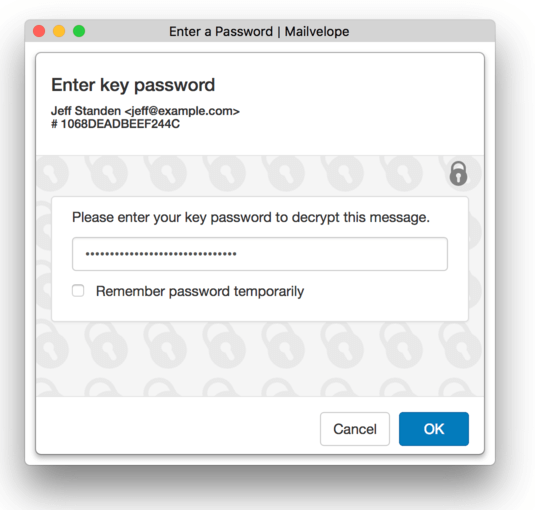 Enter a Password | Mailvelope
Enter key password
Jeff Standen <jeff@example.com>
# 1068DEADBEEF244C
Please enter your key password to decrypt this message.
••••••••••••••••••••••••••••••
Remember password temporarily
Cancel
OK